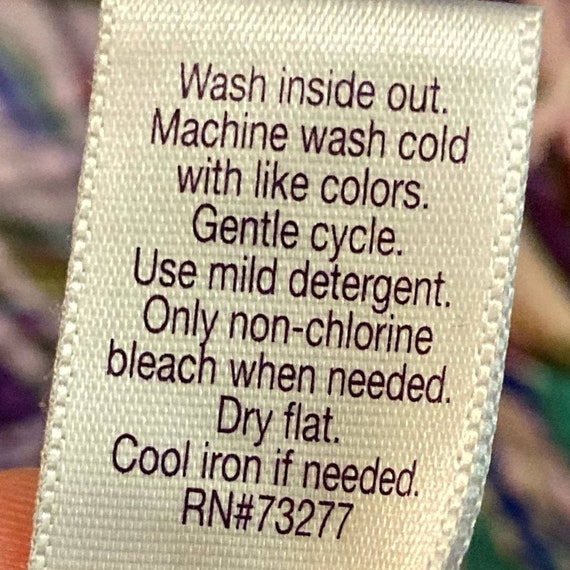 Wash inside out.
Machine wash cold
with like colors.
Gentle cycle.
Use mild detergent.
Only non-chlorine
bleach when needed.
Dry flat.
Cool iron if needed.
RN#73277